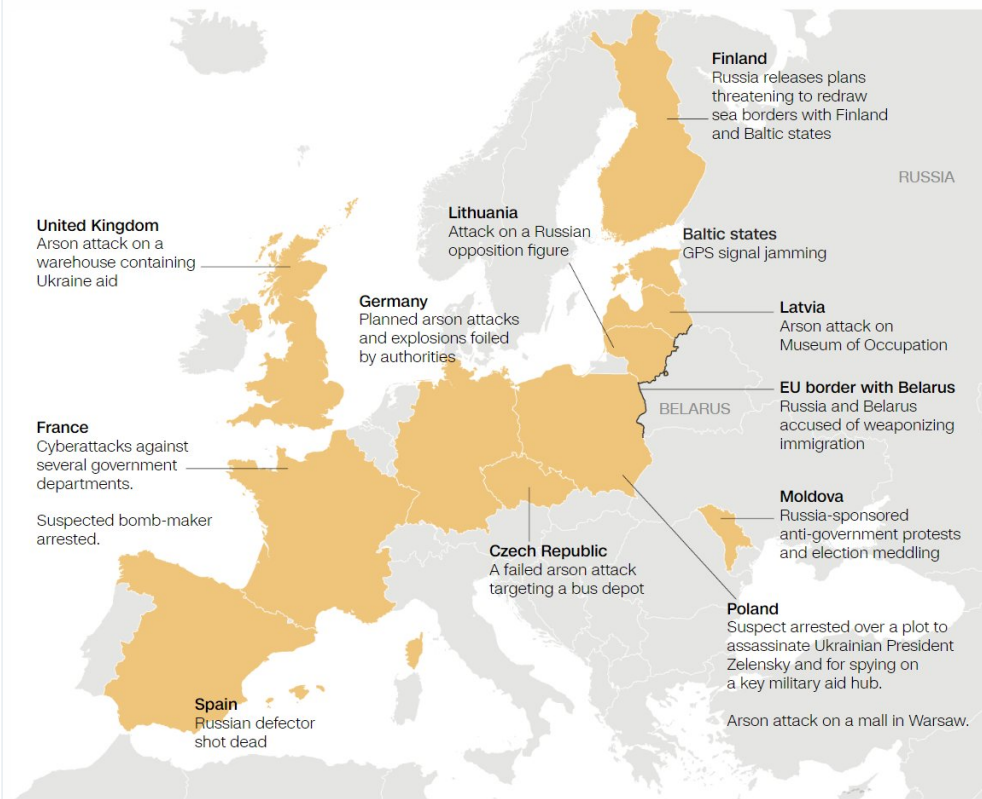 Finland
Russia releases plans
threatening to redraw
sea borders with Finland
and Baltic states
RUSSIA
United Kingdom
Arson attack on a
warehouse containing
Ukraine aid
Lithuania
Attack on a Russian
opposition figure
Baltic states
GPS signal jamming
Germany
Planned arson attacks
and explosions foiled
by authorities
Latvia
Arson attack on
Museum of Occupation
EU border with Belarus
Russia and Belarus
accused of weaponizing
immigration
BELARUS
France
Cyberattacks against
several government
departments.
Suspected bomb-maker
arrested.
Moldova
Russia-sponsored
anti-government protests
and election meddling
Czech Republic
A failed arson attack
targeting a bus depot
Poland
Suspect arrested over a plot to
assassinate Ukrainian President
Zelensky and for spying on
a key military aid hub.
Arson attack on a mall in Warsaw.
Spain
Russian defector
shot dead